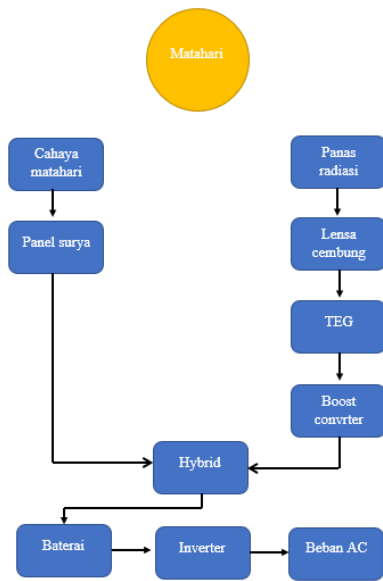 Matahari
Cahaya
matahari
Panas
radiasi
Panel surya
Lensa
cembung
TEG
Boost
convrter
Hybrid
Baterai
Inverter
Beban AC